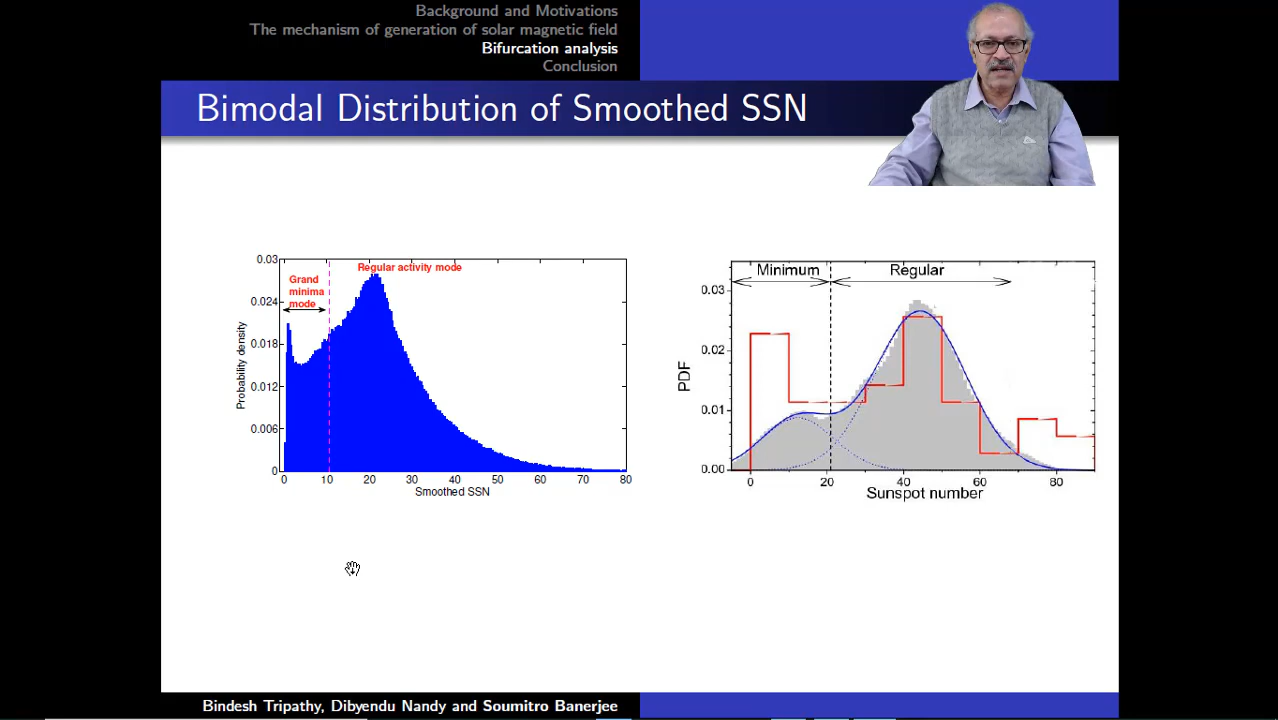 Background and Motivations
The mechanism of generation of solar magnetic field
Bifurcation analysis
Conclusion
Bimodal Distribution of Smoothed SSN
Grand
minima
mode
Regular activity mode
0.03
0.024
0.018
0.012
0.006
0
Probability density
0 10 20 30 40 50 60 70 80
Smoothed SSN
Minimum Regular
0.03
0.02
0.01
0.00
PDF
0 20 40 60 80
Sunspot number
Bindesh Tripathy, Dibyendu Nandy and Soumitro Banerjee